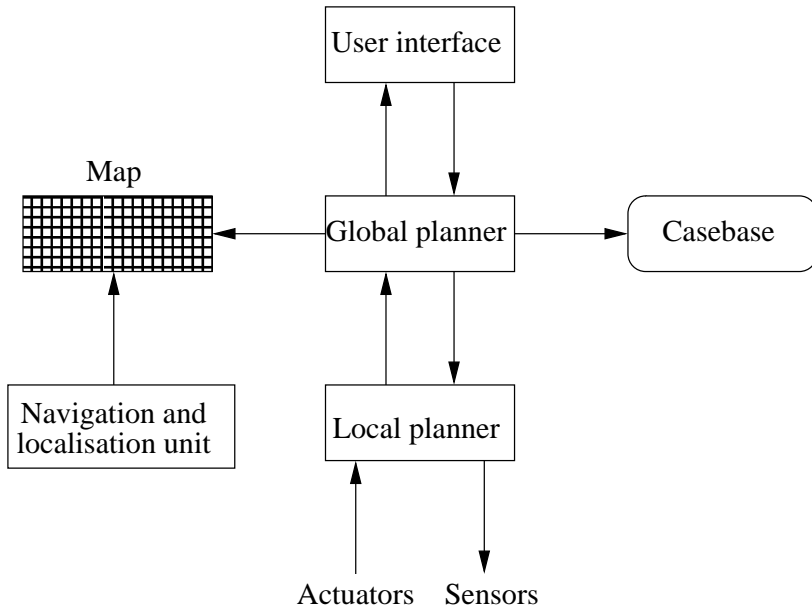 User interface
Map
Global planner
Casebase
Navigation and
localisation unit
Local planner
Actuators
Sensors